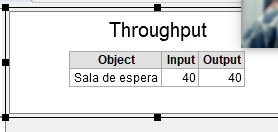 Throughput
Object Input Output
Sala de espera 40 40